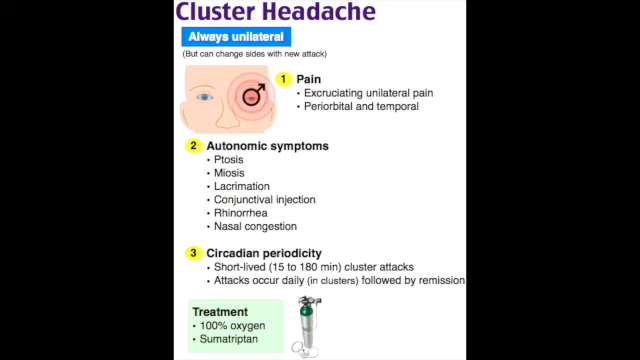 Cluster Headache
Always unilateral
(But can change sides with new attack)
1 Pain
• Excruciating unilateral pain
• Periorbital and temporal
2 Autonomic symptoms
• Ptosis
• Miosis
• Lacrimation
• Conjunctival injection
• Rhinorrhea
• Nasal congestion
3 Circadian periodicity
• Short-lived (15 to 180 min) cluster attacks
• Attacks occur daily (in clusters) followed by remission
Treatment
• 100% oxygen
• Sumatriptan